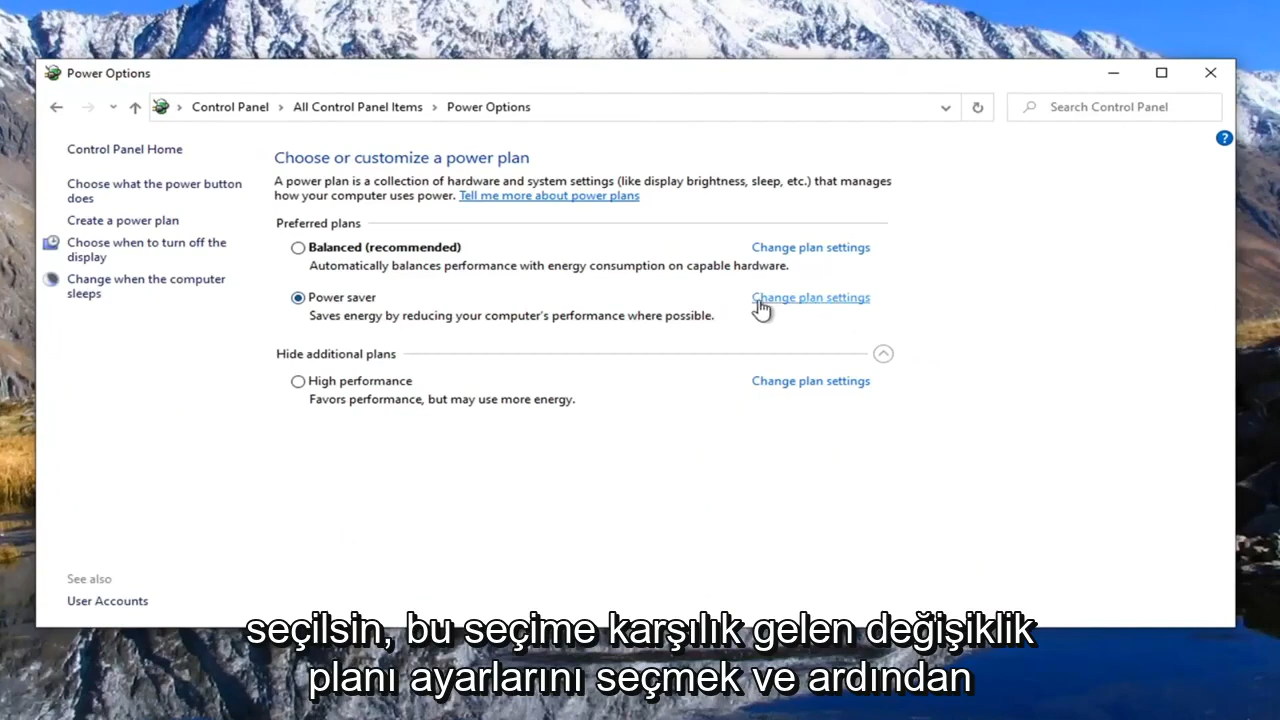 Power Options
Control Panel > All Control Panel Items > Power Options
Search Control Panel
?
Control Panel Home
Choose what the power button
does
Create a power plan
Choose when to turn off the
display
Change when the computer
sleeps
See also
User Accounts
Choose or customize a power plan
A power plan is a collection of hardware and system settings (like display brightness, sleep, etc.) that manages
how your computer uses power. Tell me more about power plans
Preferred plans
Balanced (recommended) Change plan settings
Automatically balances performance with energy consumption on capable hardware.
Power saver Change plan settings
Saves energy by reducing your computer's performance where possible.
Hide additional plans
High performance Change plan settings
Favors performance, but may use more energy.
seçilsin, bu seçime karşılık gelen değişiklik
planı ayarlarını seçmek ve ardından